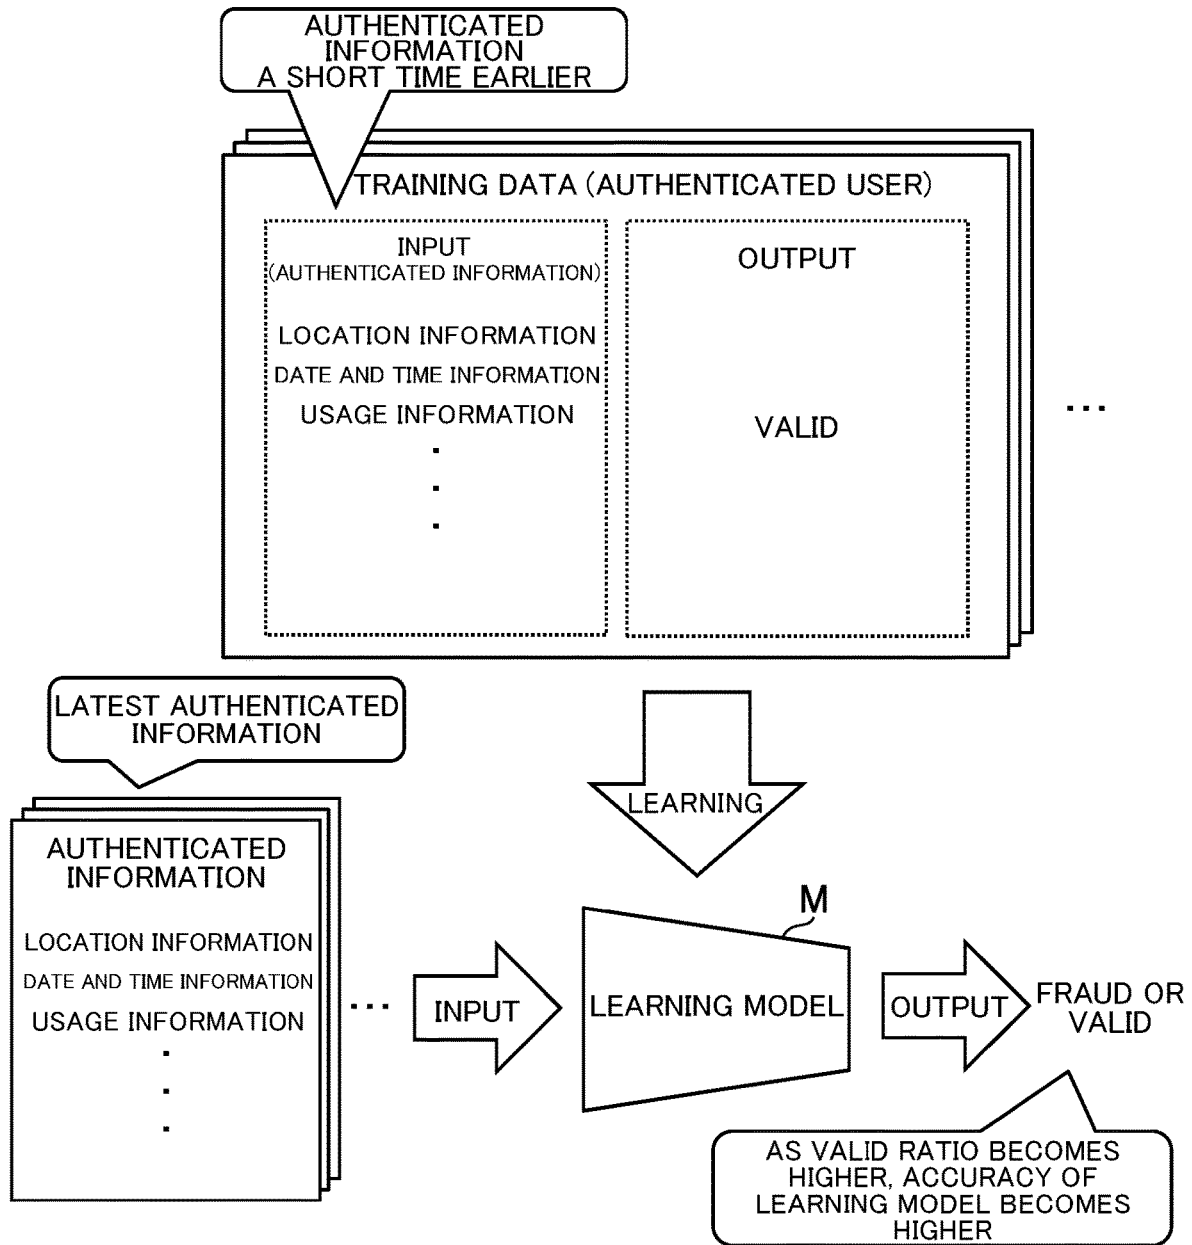 AUTHENTICATED
INFORMATION
A SHORT TIME EARLIER
TRAINING DATA (AUTHENTICATED USER)
INPUT
(AUTHENTICATED INFORMATION)
LOCATION INFORMATION
DATE AND TIME INFORMATION
USAGE INFORMATION
OUTPUT
VALID
...
LATEST AUTHENTICATED
INFORMATION
LEARNING
AUTHENTICATED
INFORMATION
LOCATION INFORMATION
DATE AND TIME INFORMATION
USAGE INFORMATION
...
INPUT
M
LEARNING MODEL
OUTPUT
FRAUD OR
VALID
AS VALID RATIO BECOMES
HIGHER, ACCURACY OF
LEARNING MODEL BECOMES
HIGHER